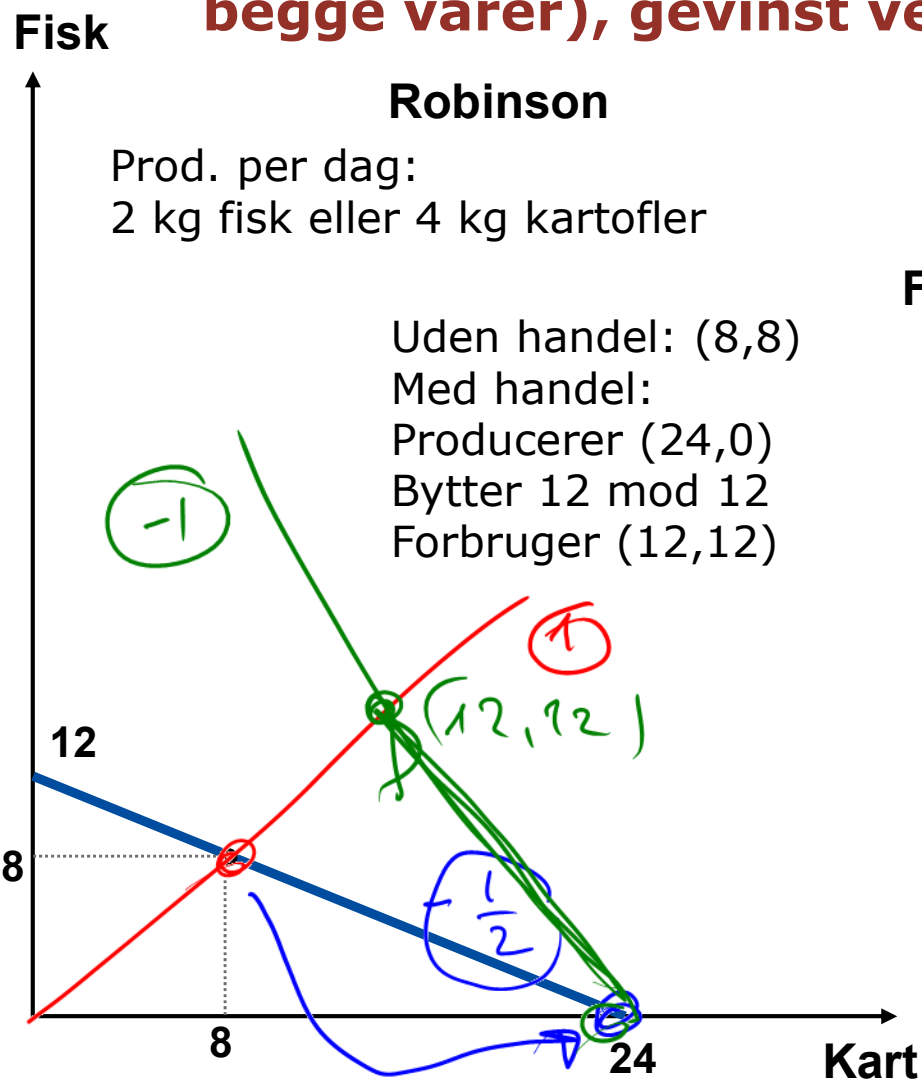 begge varer), gevinst ve
Fisk
Robinson
Prod. per dag:
2 kg fisk eller 4 kg kartofler
F
Uden handel: (8,8)
Med handel:
Producerer (24,0)
Bytter 12 mod 12
Forbruger (12,12)
-1
1
(12,12)
12
8
- 1/2
8
24
Kart